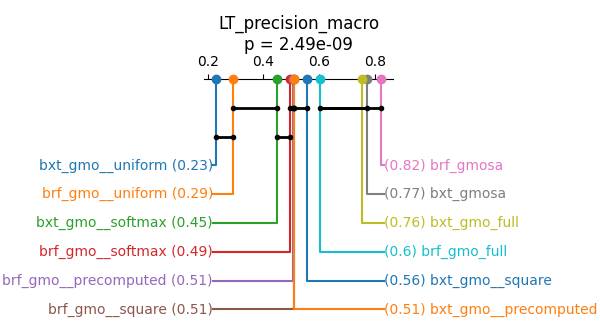 LT_precision_macro
p = 2.49e-09
0.2 0.4 0.6 0.8
bxt_gmo__uniform (0.23) (0.82) brf_gmosa
brf_gmo__uniform (0.29) (0.77) bxt_gmosa
bxt_gmo__softmax (0.45) (0.76) bxt_gmo_full
brf_gmo__softmax (0.49) (0.6) brf_gmo_full
brf_gmo__precomputed (0.51) (0.56) bxt_gmo__square
brf_gmo__square (0.51) (0.51) bxt_gmo__precomputed